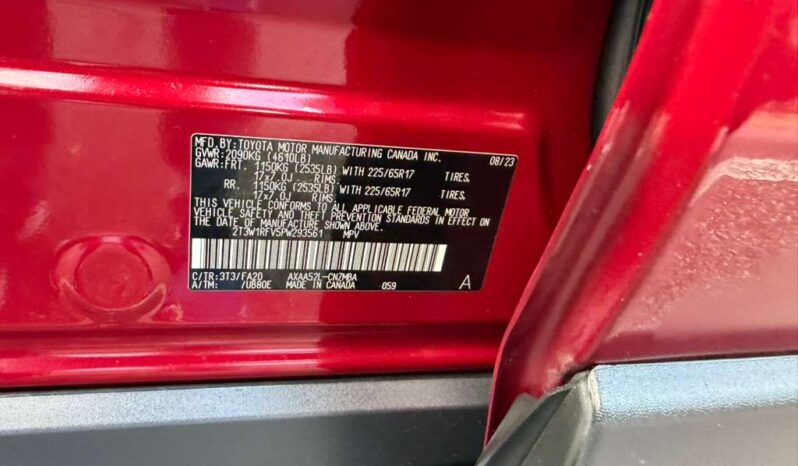 MFD.BY:TOYOTA MOTOR MANUFACTURING CANADA INC. 08/23
GVWR: 2090KG (4610LB)
GAWR:FRT. 1150KG (2535LB) WITH 225/65R17 TIRES.
17x7.0J RIMS.
RR. 1150KG (2535LB) WITH 225/65R17 TIRES.
17x7.0J RIMS.
THIS VEHICLE CONFORMS TO ALL APPLICABLE FEDERAL MOTOR
VEHICLE SAFETY AND THEFT PREVENTION STANDARDS IN EFFECT
ON THE DATE OF MANUFACTURE SHOWN ABOVE.
2T3W1RFV5PW293561 MPV
C/TR:3T3/FA20 AXAA52L-CNZMBA A
A/TM: /UB80E MADE IN CANADA 059